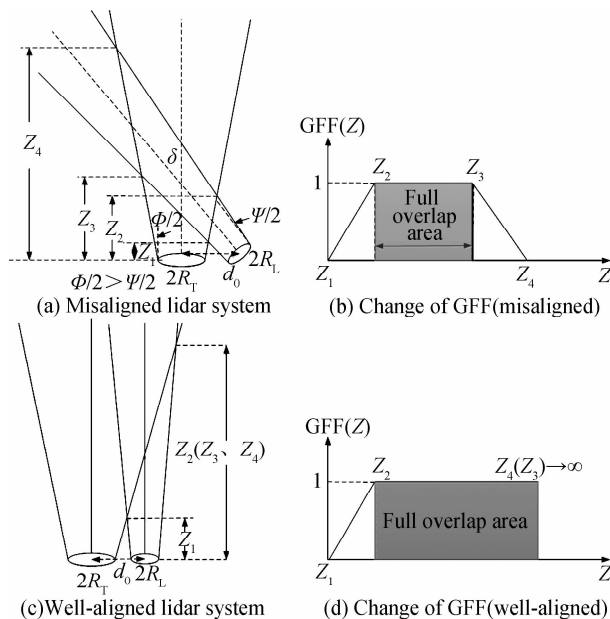 Z4
Z3
Z2
Z1
δ
Φ/2
Ψ/2
2RT
d0
2RL
Φ/2＞Ψ/2
(a) Misaligned lidar system
GFF(Z)
Z2
Z3
1
Full
overlap
area
Z1
Z4
Z
(b) Change of GFF(misaligned)
Z2(Z3、Z4)
Z1
d0
2RT
2RL
(c)Well-aligned lidar system
GFF(Z)
Z2
Z4(Z3)→∞
1
Full overlap area
Z1
Z
(d) Change of GFF(well-aligned)